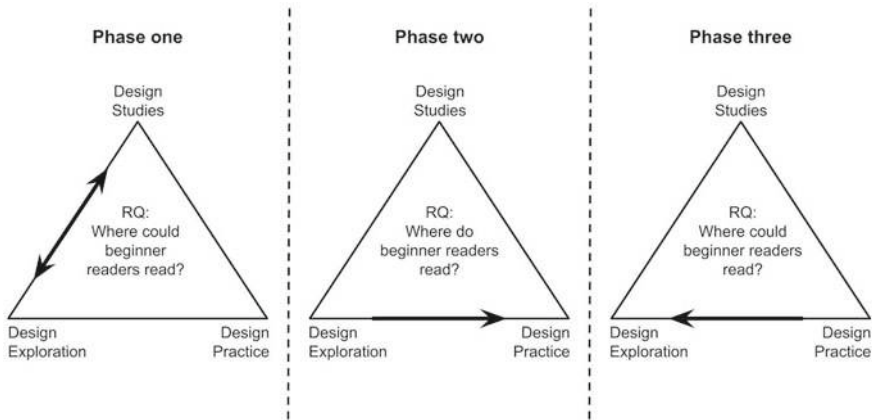 Phase one
Design
Studies
RQ:
Where could
beginner
readers read?
Design
Exploration
Design
Practice
Phase two
Design
Studies
RQ:
Where do
beginner readers
read?
Design
Exploration
Design
Practice
Phase three
Design
Studies
RQ:
Where could
beginner readers
read?
Design
Exploration
Design
Practice